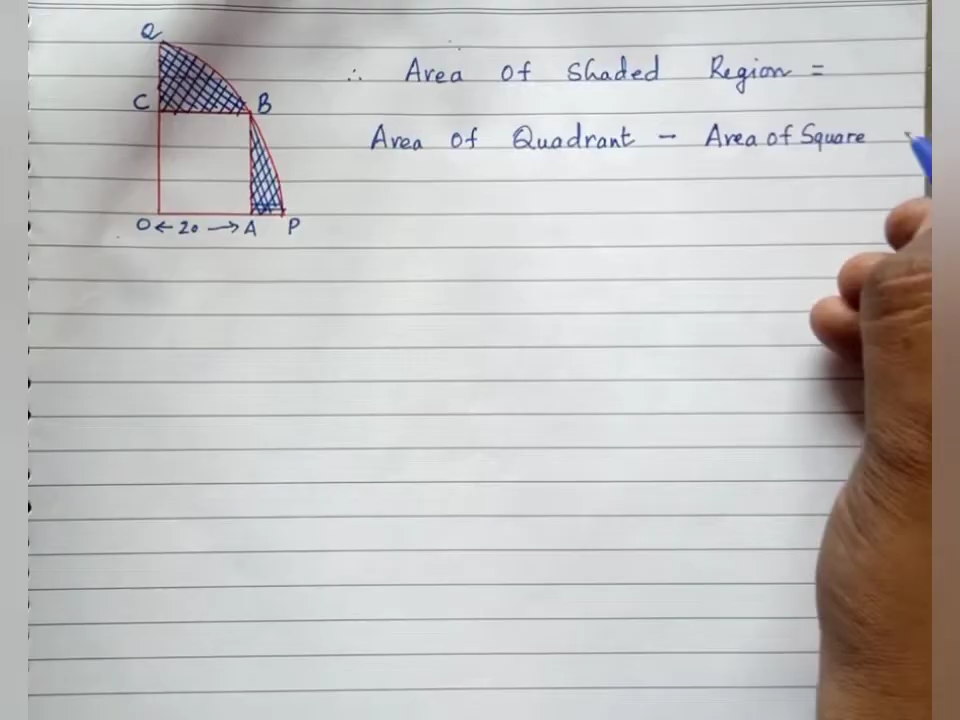 Q
∴ Area of Shaded Region =
C B
Area of Quadrant - Area of Square
O ← 20 → A P